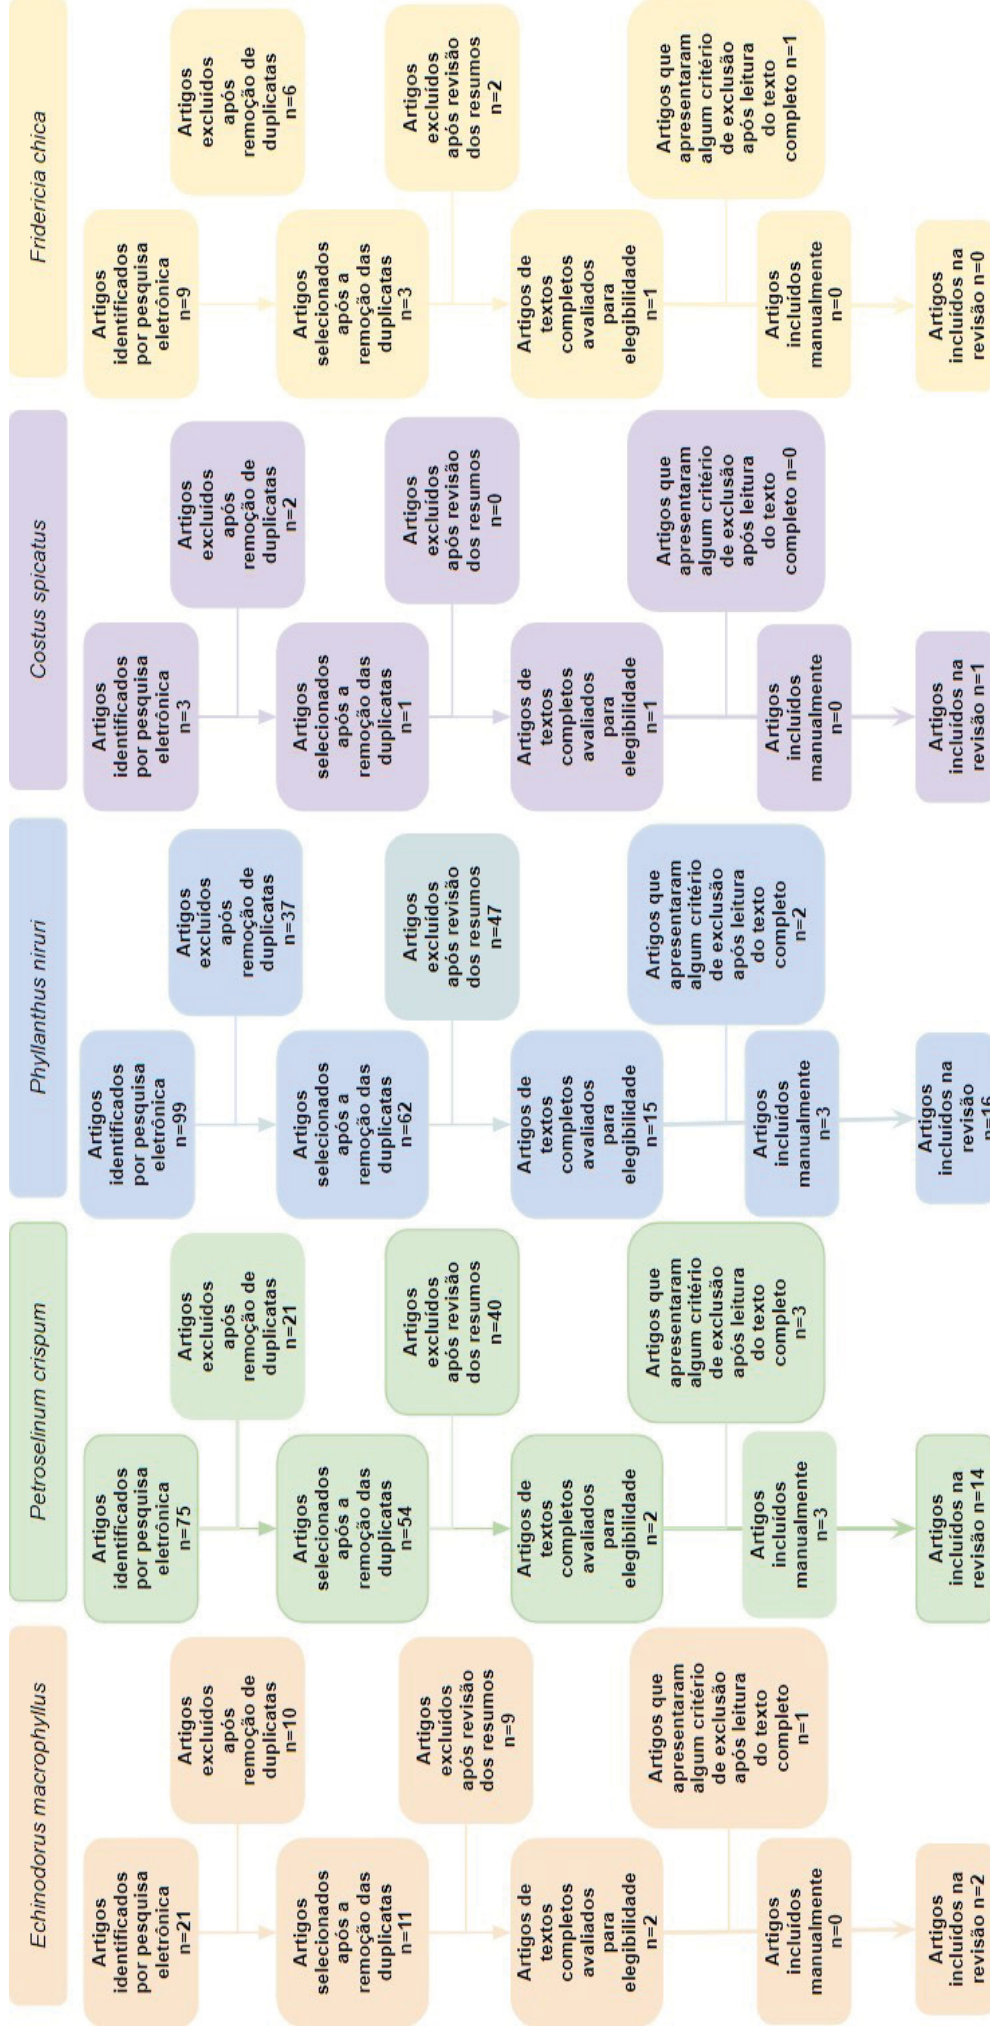 Echinodorus macrophyllus
Artigos
identificados
por pesquisa
eletrônica
n=21
Artigos
excluídos
após
remoção de
duplicatas
n=10
Artigos
selecionados
após a
remoção das
duplicatas
n=11
Artigos
excluídos
após revisão
dos resumos
n=9
Artigos de
textos
completos
avaliados
para
elegibilidade
n=2
Artigos que
apresentaram
algum critério
de exclusão
após leitura
do texto
completo
n=1
Artigos
incluídos
manualmente
n=0
Artigos
incluídos na
revisão n=2
Petroselinum crispum
Artigos
identificados
por pesquisa
eletrônica
n=75
Artigos
excluídos
após
remoção de
duplicatas
n=21
Artigos
selecionados
após a
remoção das
duplicatas
n=54
Artigos
excluídos
após revisão
dos resumos
n=40
Artigos de
textos
completos
avaliados
para
elegibilidade
n=2
Artigos que
apresentaram
algum critério
de exclusão
após leitura
do texto
completo
n=3
Artigos
incluídos
manualmente
n=3
Artigos
incluídos na
revisão n=14
Phyllanthus niruri
Artigos
identificados
por pesquisa
eletrônica
n=99
Artigos
excluídos
após
remoção de
duplicatas
n=37
Artigos
selecionados
após a
remoção das
duplicatas
n=62
Artigos
excluídos
após revisão
dos resumos
n=47
Artigos de
textos
completos
avaliados
para
elegibilidade
n=15
Artigos que
apresentaram
algum critério
de exclusão
após leitura
do texto
completo
n=2
Artigos
incluídos
manualmente
n=3
Artigos
incluídos na
revisão
n=16
Costus spicatus
Artigos
identificados
por pesquisa
eletrônica
n=3
Artigos
excluídos
após
remoção de
duplicatas
n=2
Artigos
selecionados
após a
remoção das
duplicatas
n=1
Artigos
excluídos
após revisão
dos resumos
n=0
Artigos de
textos
completos
avaliados
para
elegibilidade
n=1
Artigos que
apresentaram
algum critério
de exclusão
após leitura
do texto
completo n=0
Artigos
incluídos
manualmente
n=0
Artigos
incluídos na
revisão n=1
Fridericia chica
Artigos
identificados
por pesquisa
eletrônica
n=9
Artigos
excluídos
após
remoção de
duplicatas
n=6
Artigos
selecionados
após a
remoção das
duplicatas
n=3
Artigos
excluídos
após revisão
dos resumos
n=2
Artigos de
textos
completos
avaliados
para
elegibilidade
n=1
Artigos que
apresentaram
algum critério
de exclusão
após leitura
do texto
completo n=1
Artigos
incluídos
manualmente
n=0
Artigos
incluídos na
revisão n=0